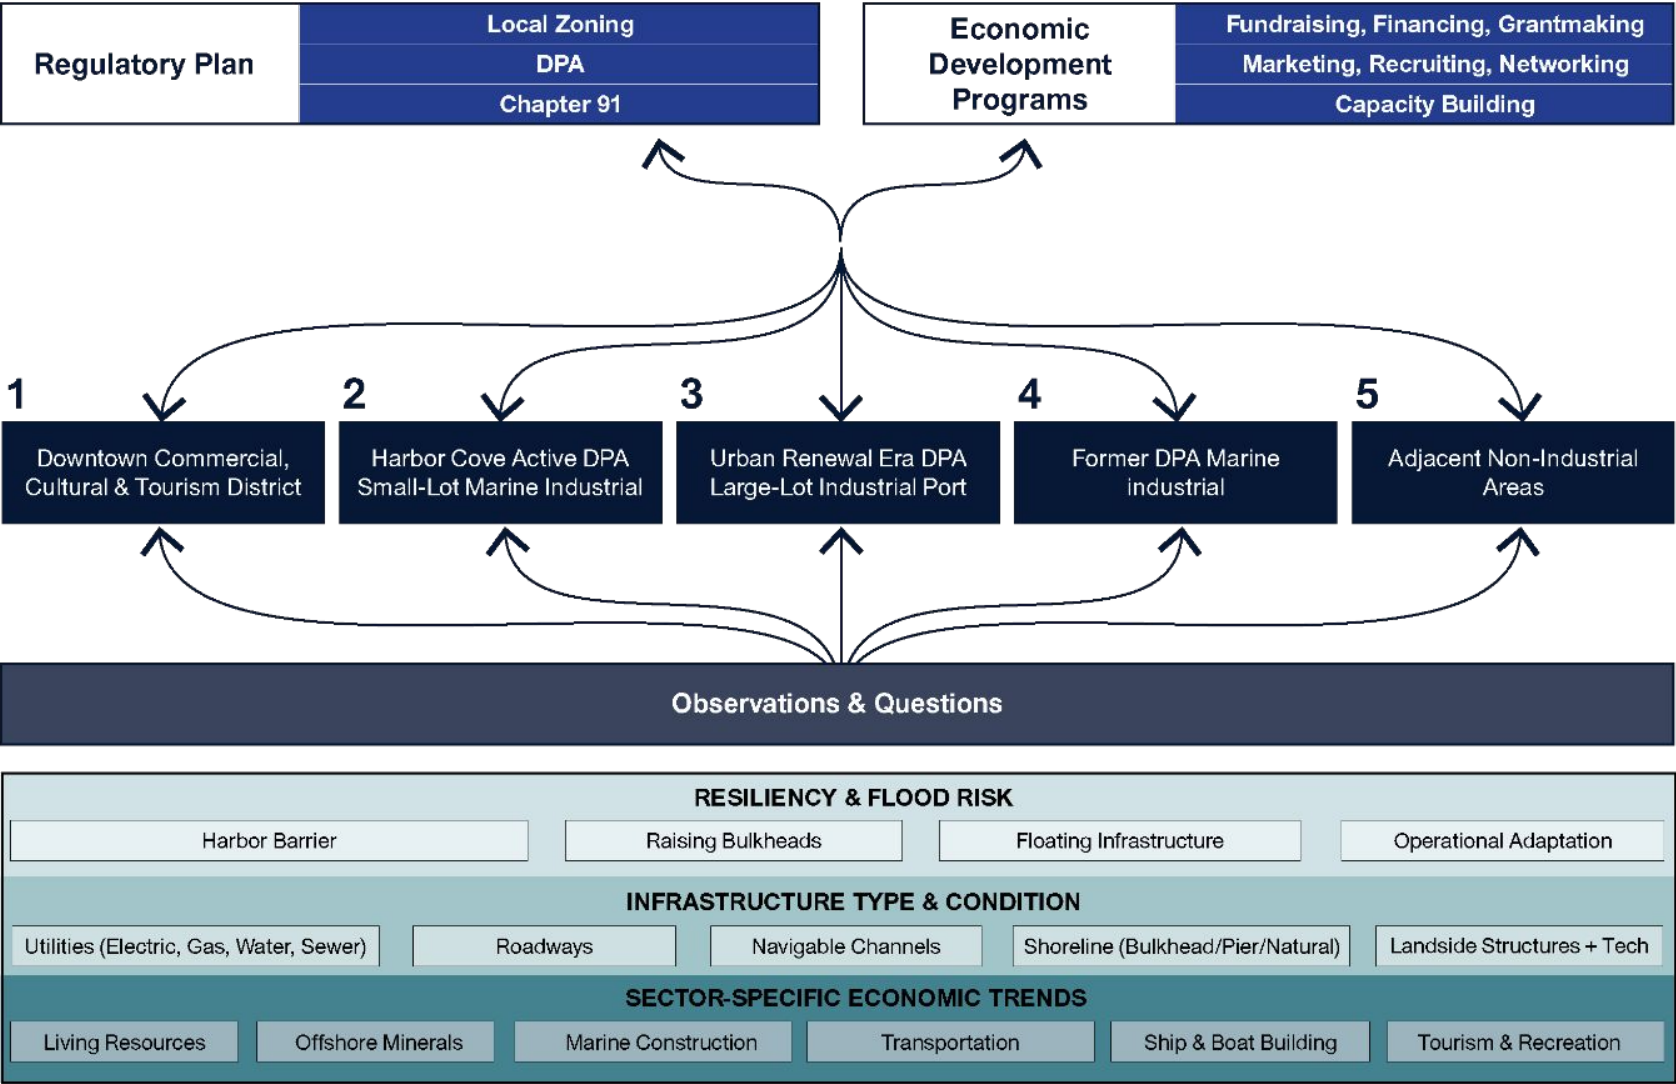 Regulatory Plan
Local Zoning
DPA
Chapter 91
Economic
Development
Programs
Fundraising, Financing, Grantmaking
Marketing, Recruiting, Networking
Capacity Building
1
Downtown Commercial,
Cultural & Tourism District
2
Harbor Cove Active DPA
Small-Lot Marine Industrial
3
Urban Renewal Era DPA
Large-Lot Industrial Port
4
Former DPA Marine
industrial
5
Adjacent Non-Industrial
Areas
Observations & Questions
RESILIENCY & FLOOD RISK
Harbor Barrier
Raising Bulkheads
Floating Infrastructure
Operational Adaptation
INFRASTRUCTURE TYPE & CONDITION
Utilities (Electric, Gas, Water, Sewer)
Roadways
Navigable Channels
Shoreline (Bulkhead/Pier/Natural)
Landside Structures + Tech
SECTOR-SPECIFIC ECONOMIC TRENDS
Living Resources
Offshore Minerals
Marine Construction
Transportation
Ship & Boat Building
Tourism & Recreation